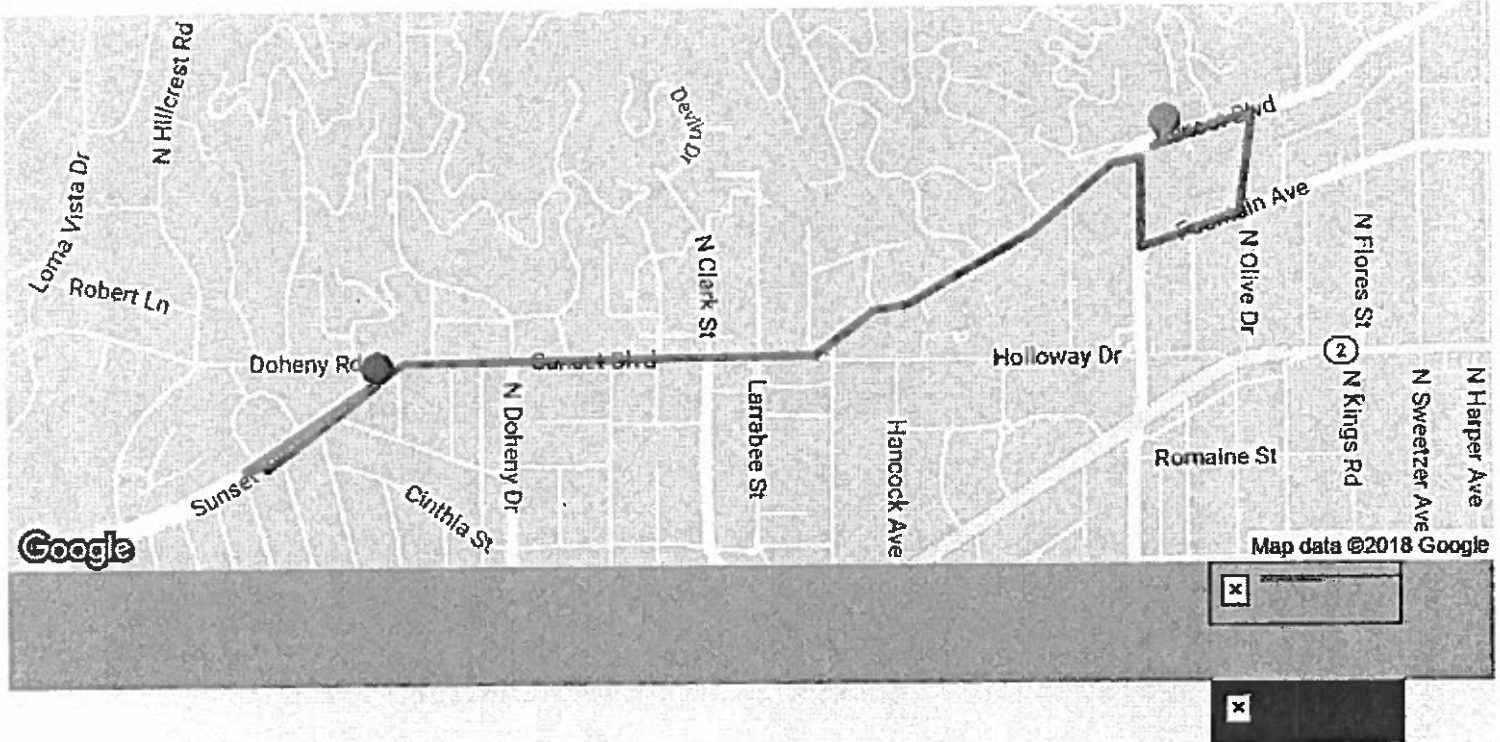 N Hillcrest Rd
Loma Vista Dr
Robert Ln
Devlin Dr
N Clark St
Doheny Rd
Sunset Blvd
N Doheny Dr
Larrabee St
Hancock Ave
Holloway Dr
Sunset Blvd
Fountain Ave
N Olive Dr
N Flores St
2
N Kings Rd
N Sweetzer Ave
N Harper Ave
Romaine St
Sunset
Cinthia St
Google
Map data ©2018 Google